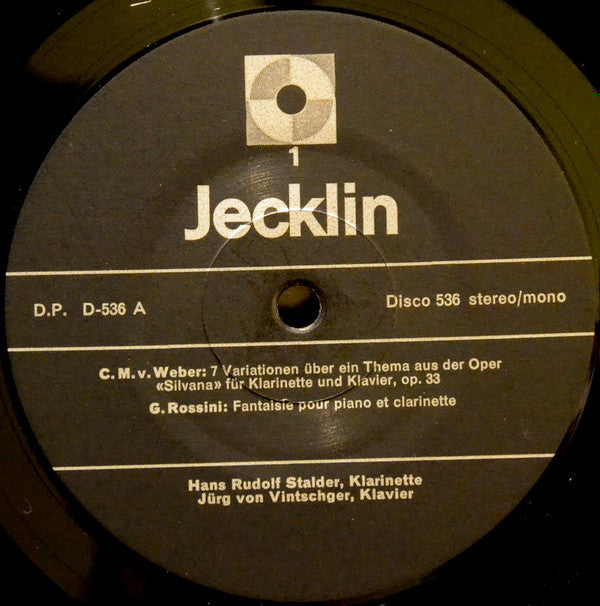 1
Jecklin
D.P. D-536 A
Disco 536 stereo/mono
C. M. v. Weber: 7 Variationen über ein Thema aus der Oper
«Silvana» für Klarinette und Klavier, op. 33
G. Rossini: Fantaisie pour piano et clarinette
Hans Rudolf Stalder, Klarinette
Jürg von Vintschger, Klavier